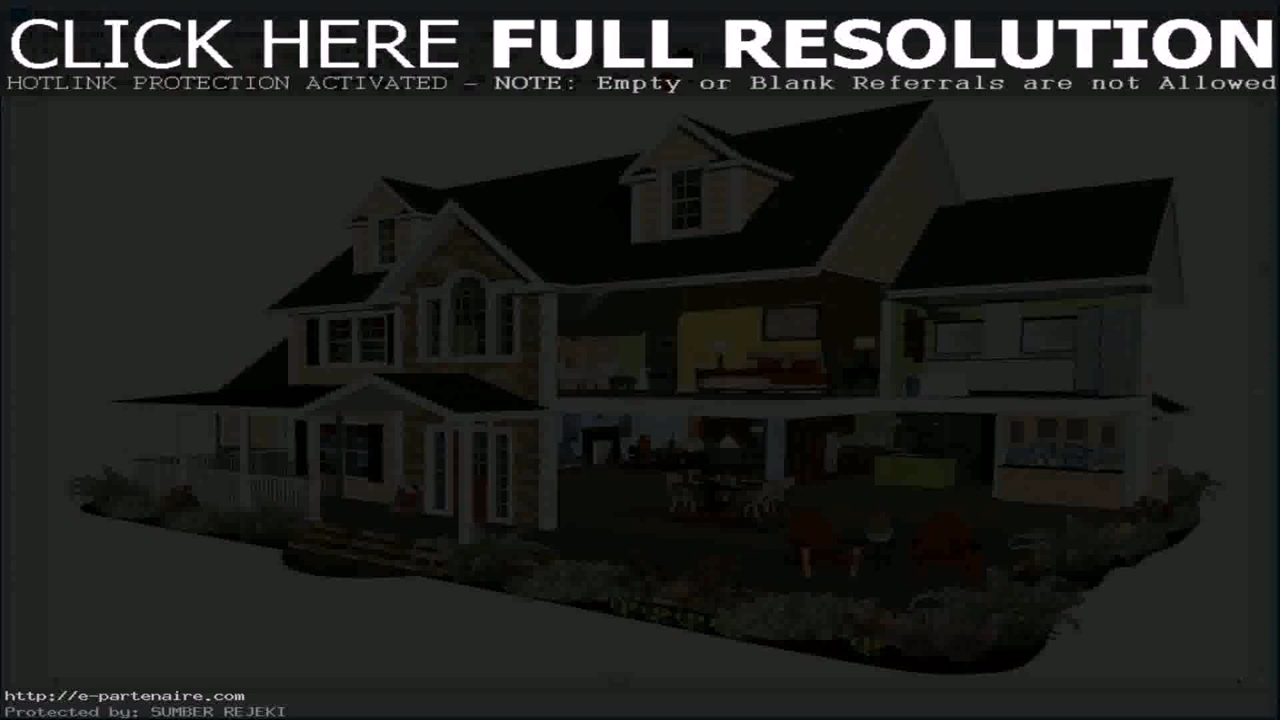 CLICK HERE FULL RESOLUTION
HOTLINK PROTECTION ACTIVATED – NOTE: Empty or Blank Referrals are not Allowed
http://e-partenaire.com
Protected by: SUMBER REJEKI